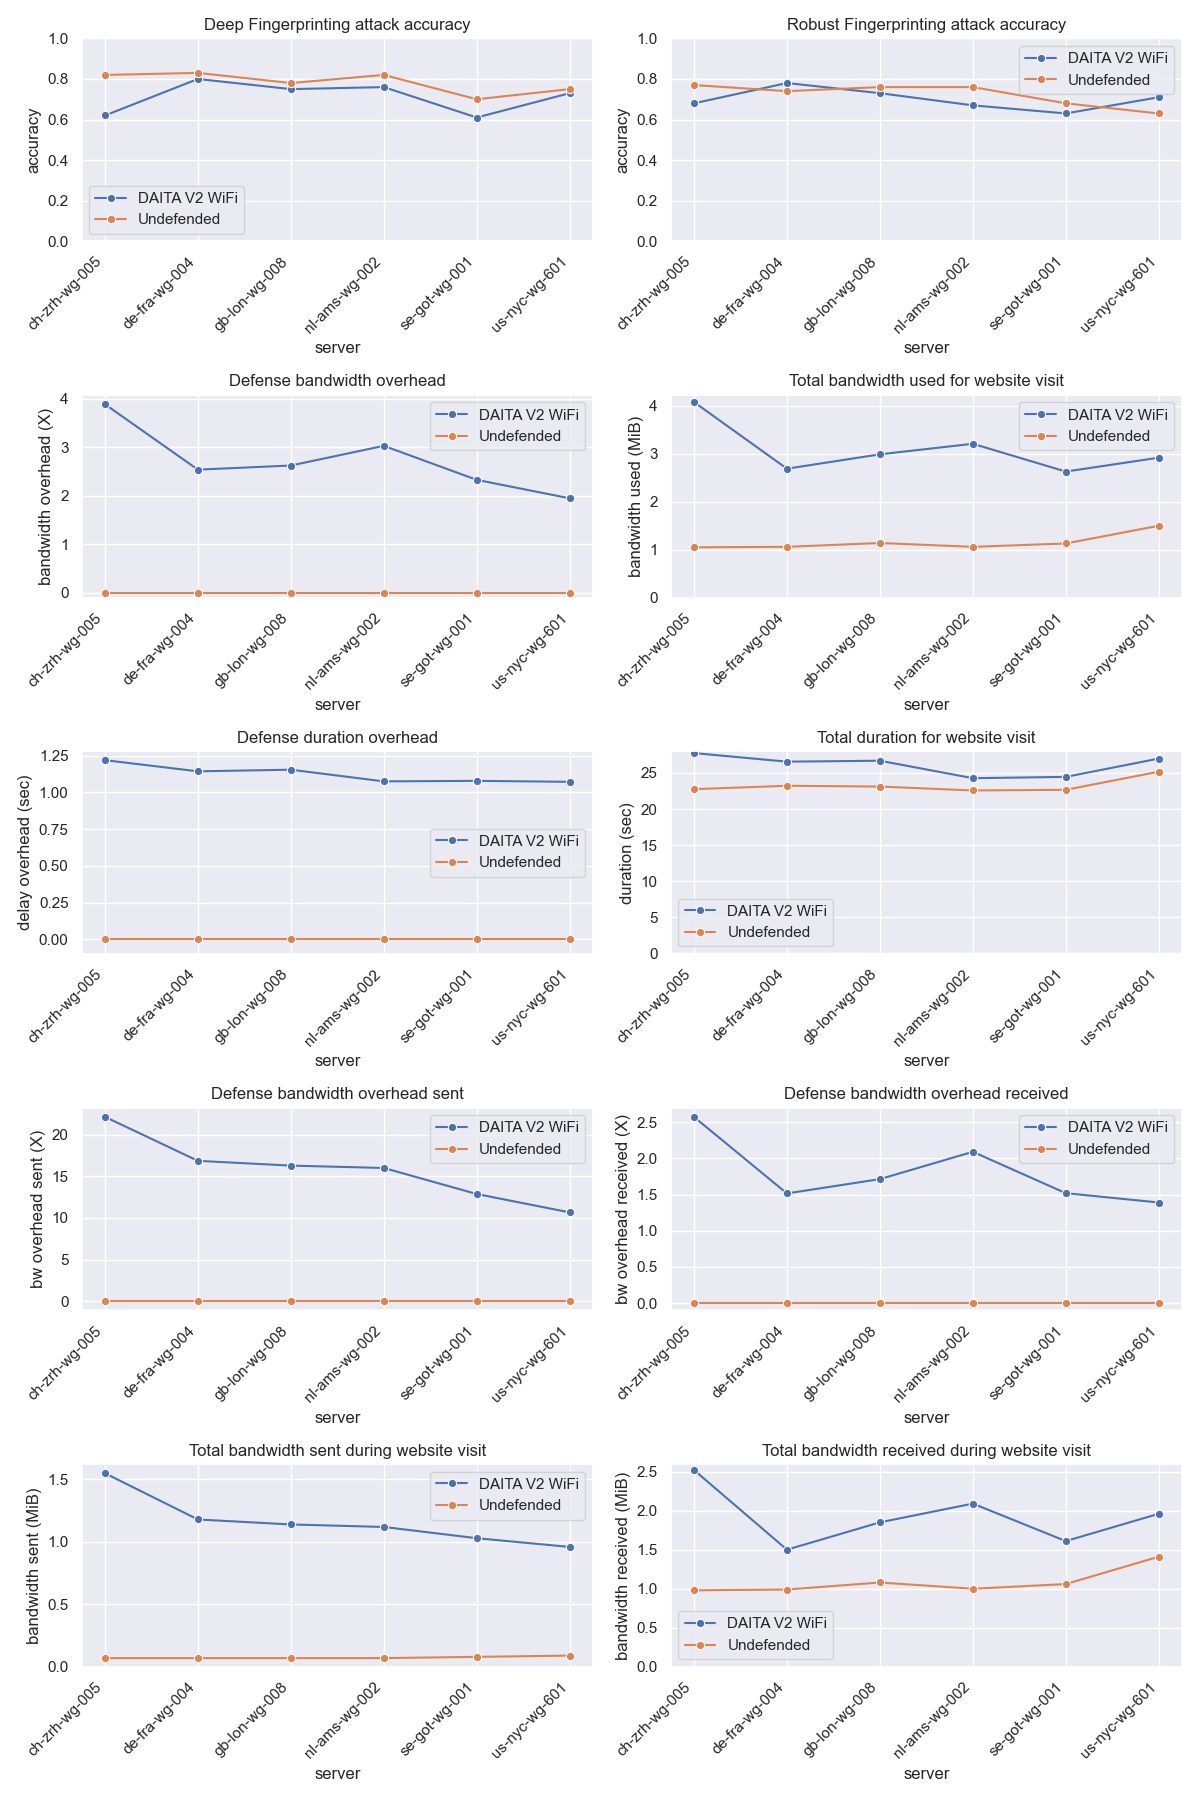 Deep Fingerprinting attack accuracy
accuracy
1.0
0.8
0.6
0.4
0.2
0.0
DAITA V2 WiFi
Undefended
ch-zrh-wg-005
de-fra-wg-004
gb-lon-wg-008
nl-ams-wg-002
se-got-wg-001
us-nyc-wg-601
server
Robust Fingerprinting attack accuracy
accuracy
1.0
0.8
0.6
0.4
0.2
0.0
DAITA V2 WiFi
Undefended
ch-zrh-wg-005
de-fra-wg-004
gb-lon-wg-008
nl-ams-wg-002
se-got-wg-001
us-nyc-wg-601
server
Defense bandwidth overhead
bandwidth overhead (X)
4
3
2
1
0
DAITA V2 WiFi
Undefended
ch-zrh-wg-005
de-fra-wg-004
gb-lon-wg-008
nl-ams-wg-002
se-got-wg-001
us-nyc-wg-601
server
Total bandwidth used for website visit
bandwidth used (MiB)
4
3
2
1
0
DAITA V2 WiFi
Undefended
ch-zrh-wg-005
de-fra-wg-004
gb-lon-wg-008
nl-ams-wg-002
se-got-wg-001
us-nyc-wg-601
server
Defense duration overhead
delay overhead (sec)
1.25
1.00
0.75
0.50
0.25
0.00
DAITA V2 WiFi
Undefended
ch-zrh-wg-005
de-fra-wg-004
gb-lon-wg-008
nl-ams-wg-002
se-got-wg-001
us-nyc-wg-601
server
Total duration for website visit
duration (sec)
25
20
15
10
5
0
DAITA V2 WiFi
Undefended
ch-zrh-wg-005
de-fra-wg-004
gb-lon-wg-008
nl-ams-wg-002
se-got-wg-001
us-nyc-wg-601
server
Defense bandwidth overhead sent
bw overhead sent (X)
20
15
10
5
0
DAITA V2 WiFi
Undefended
ch-zrh-wg-005
de-fra-wg-004
gb-lon-wg-008
nl-ams-wg-002
se-got-wg-001
us-nyc-wg-601
server
Defense bandwidth overhead received
bw overhead received (X)
2.5
2.0
1.5
1.0
0.5
0.0
DAITA V2 WiFi
Undefended
ch-zrh-wg-005
de-fra-wg-004
gb-lon-wg-008
nl-ams-wg-002
se-got-wg-001
us-nyc-wg-601
server
Total bandwidth sent during website visit
bandwidth sent (MiB)
1.5
1.0
0.5
0.0
DAITA V2 WiFi
Undefended
ch-zrh-wg-005
de-fra-wg-004
gb-lon-wg-008
nl-ams-wg-002
se-got-wg-001
us-nyc-wg-601
server
Total bandwidth received during website visit
bandwidth received (MiB)
2.5
2.0
1.5
1.0
0.5
0.0
DAITA V2 WiFi
Undefended
ch-zrh-wg-005
de-fra-wg-004
gb-lon-wg-008
nl-ams-wg-002
se-got-wg-001
us-nyc-wg-601
server